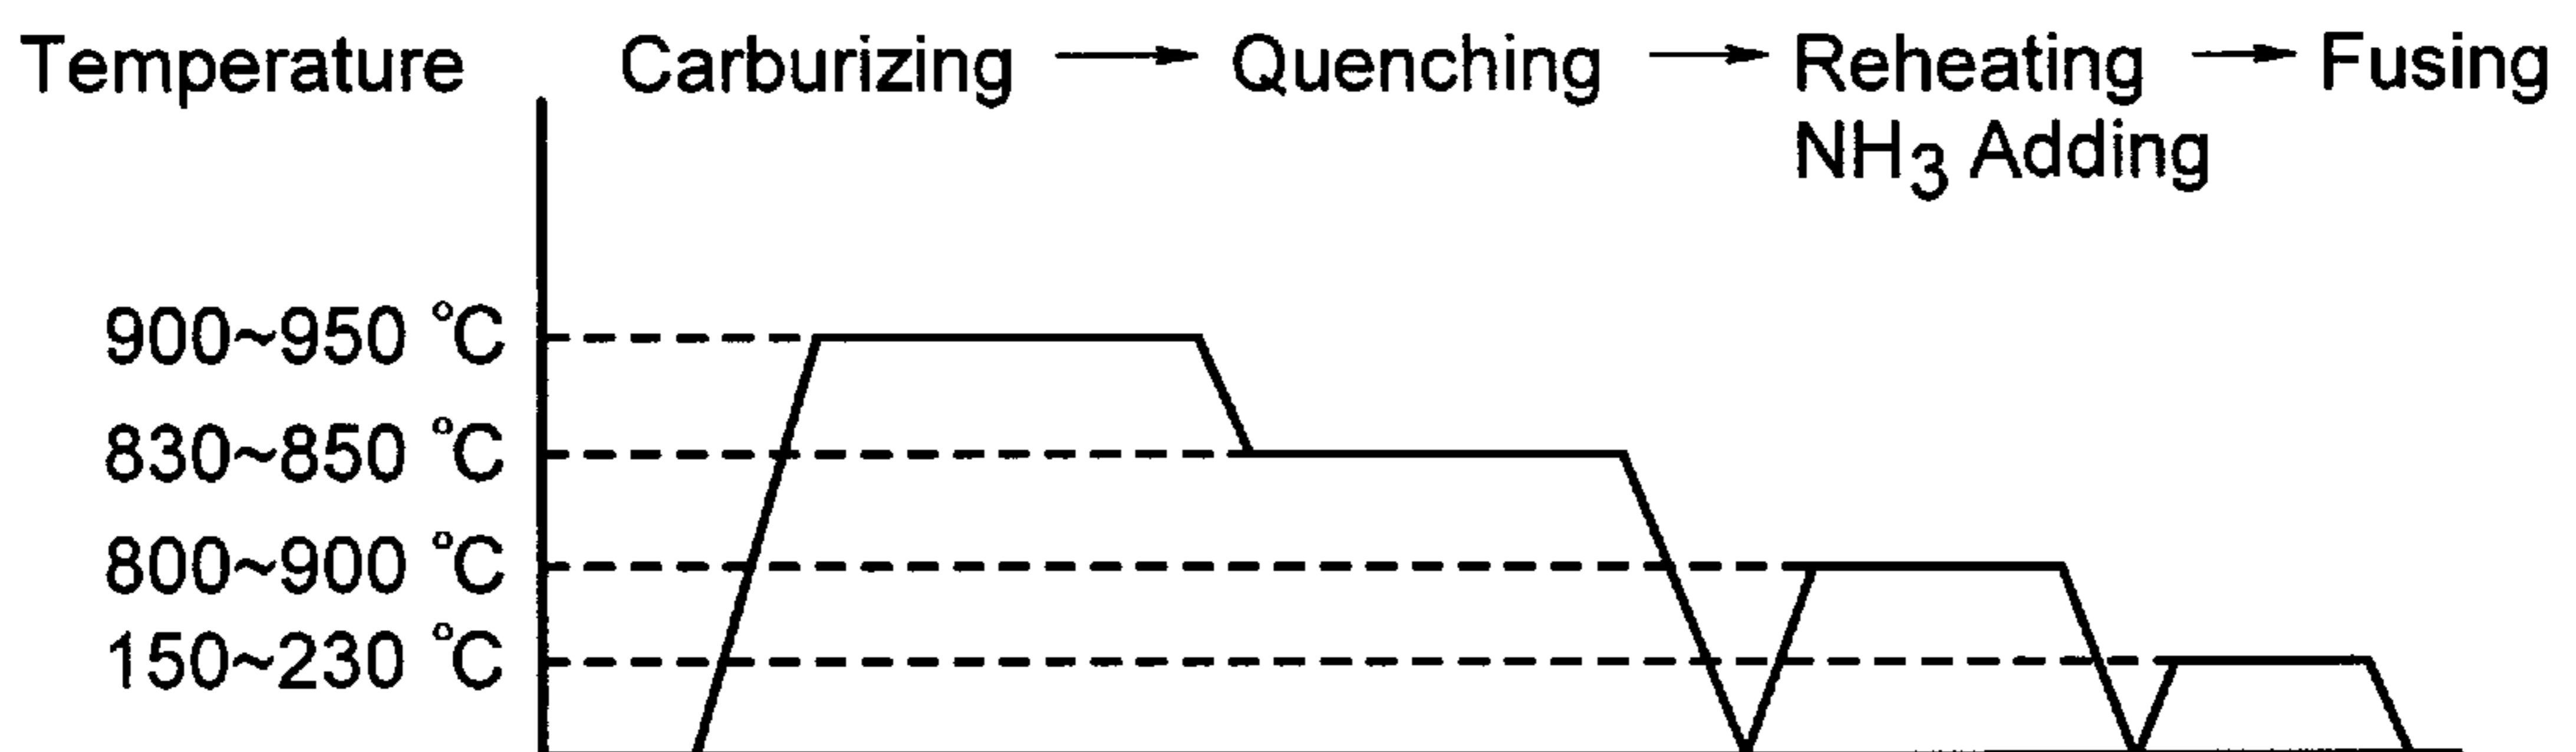 Temperature Carburizing → Quenching → Reheating → Fusing
NH3 Adding
900~950 °C
830~850 °C
800~900 °C
150~230 °C